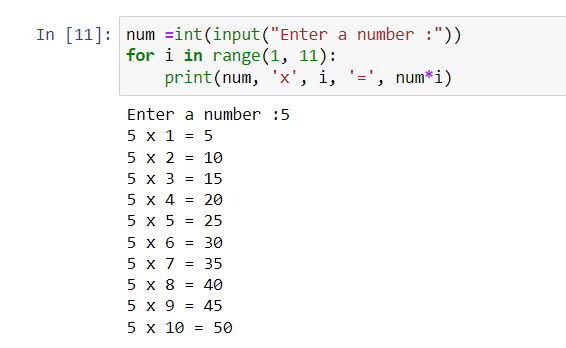 In [11]: num =int(input("Enter a number :"))
for i in range(1, 11):
    print(num, 'x', i, '=', num*i)
Enter a number :5
5 x 1 = 5
5 x 2 = 10
5 x 3 = 15
5 x 4 = 20
5 x 5 = 25
5 x 6 = 30
5 x 7 = 35
5 x 8 = 40
5 x 9 = 45
5 x 10 = 50